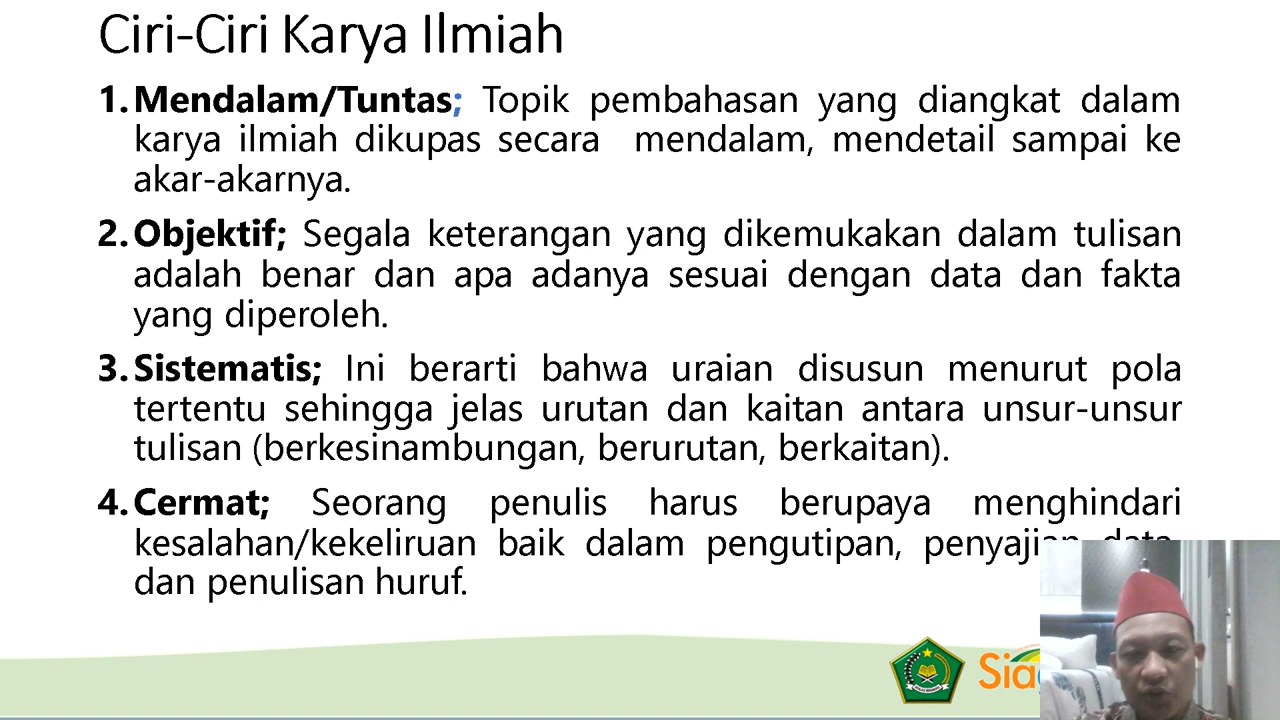 Ciri-Ciri Karya Ilmiah
1. Mendalam/Tuntas; Topik pembahasan yang diangkat dalam
karya ilmiah dikupas secara mendalam, mendetail sampai ke
akar-akarnya.
2. Objektif; Segala keterangan yang dikemukakan dalam tulisan
adalah benar dan apa adanya sesuai dengan data dan fakta
yang diperoleh.
3. Sistematis; Ini berarti bahwa uraian disusun menurut pola
tertentu sehingga jelas urutan dan kaitan antara unsur-unsur
tulisan (berkesinambungan, berurutan, berkaitan).
4. Cermat; Seorang penulis harus berupaya menghindari
kesalahan/kekeliruan baik dalam pengutipan, penyajian data,
dan penulisan huruf.